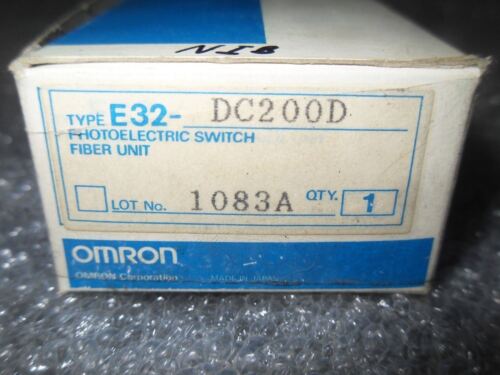 NIB
TYPE E32- DC200D
PHOTOELECTRIC SWITCH
FIBER UNIT
LOT No. 1083A QTY. 1
OMRON
OMRON Corporation MADE IN JAPAN